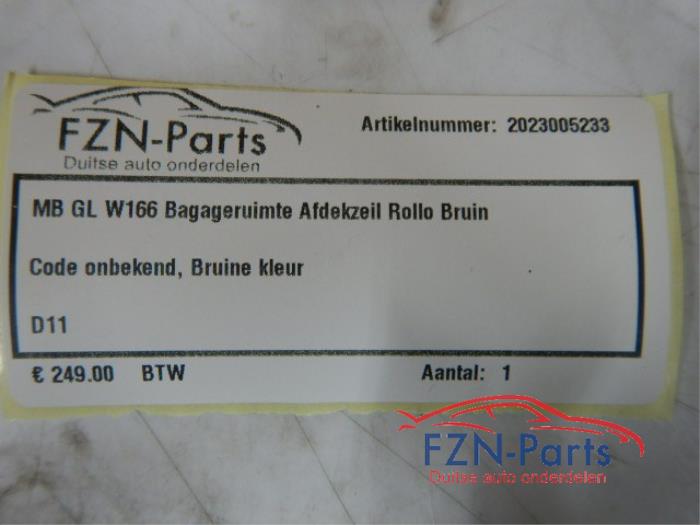 FZN-Parts
Duitse auto onderdelen
Artikelnummer: 2023005233
MB GL W166 Bagageruimte Afdekzeil Rollo Bruin
Code onbekend, Bruine kleur
D11
€ 249.00 BTW Aantal: 1
FZN-Parts
Duitse auto onderdelen